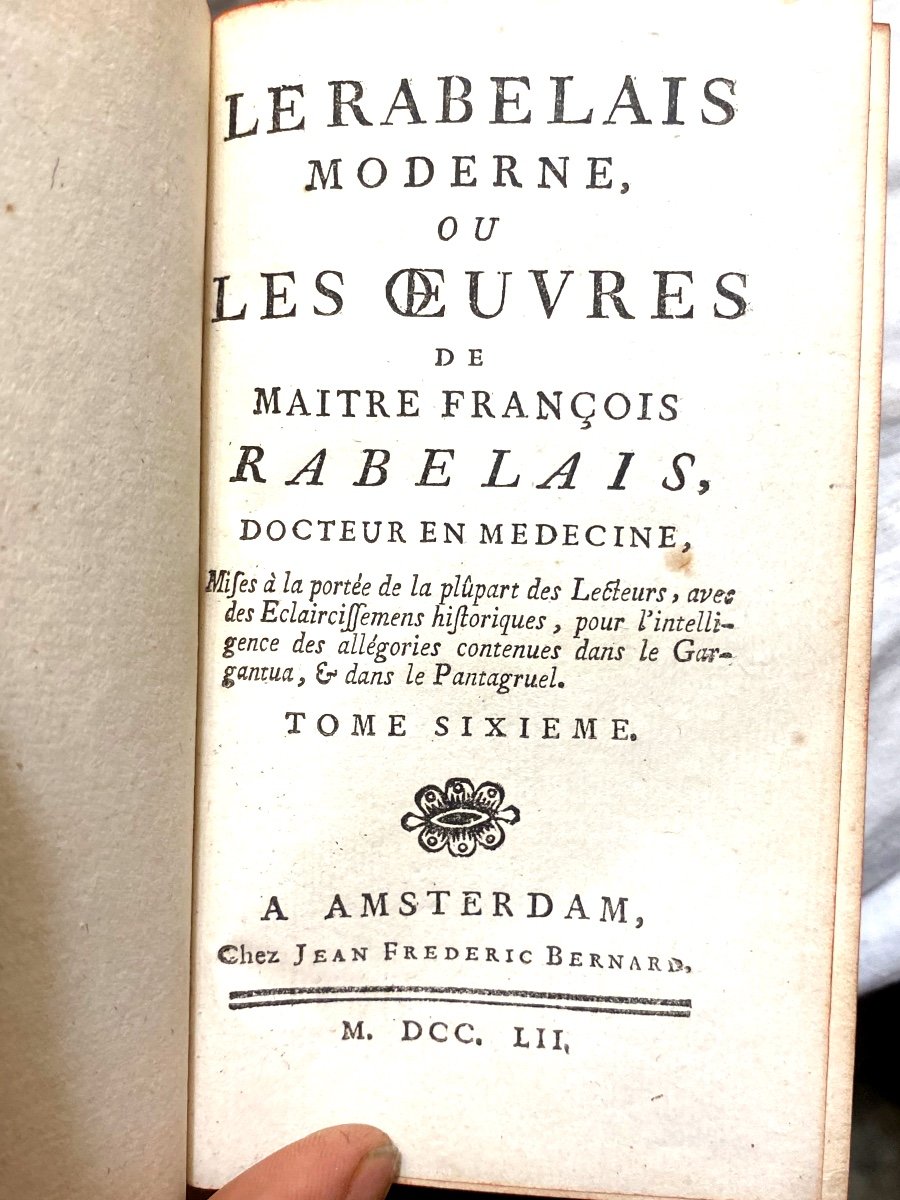 LE RABELAIS
MODERNE,
OU
LES ŒUVRES
DE
MAITRE FRANÇOIS
RABELAIS,
DOCTEUR EN MEDECINE,
Miſes à la portée de la plûpart des Lecteurs, avec
des Eclairciſſemens hiſtoriques, pour l'intelli-
gence des allégories contenues dans le Gar-
gantua, & dans le Pantagruel.
TOME SIXIEME.
A AMSTERDAM,
Chez JEAN FREDERIC BERNARD,
M. DCC. LII.